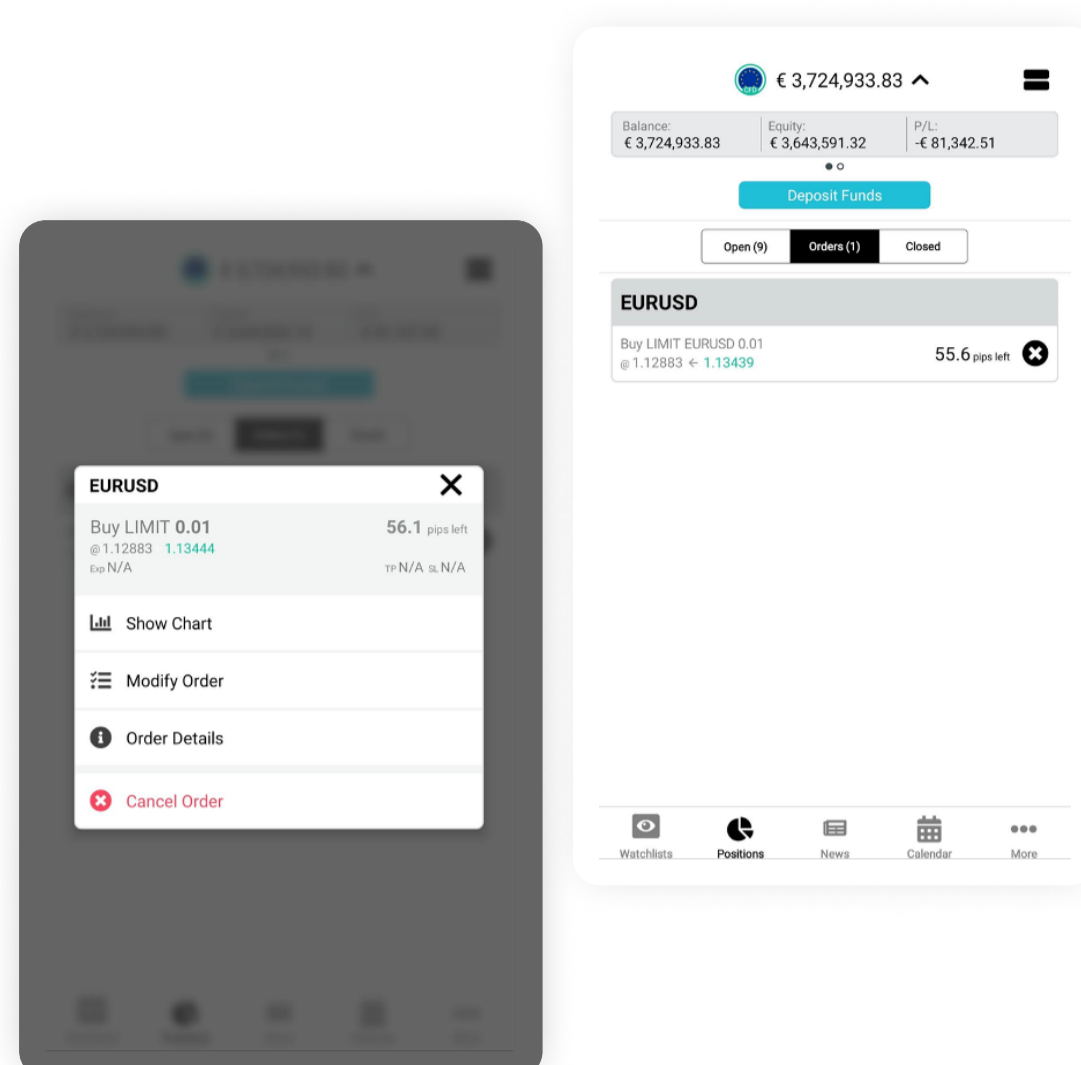 EURUSD
Buy LIMIT 0.01 56.1 pips left
@ 1.12883 1.13444
Exp N/A TP N/A SL N/A
Show Chart
Modify Order
Order Details
Cancel Order
CFD € 3,724,933.83
Balance: Equity: P/L:
€ 3,724,933.83 € 3,643,591.32 -€ 81,342.51
Deposit Funds
Open (9) Orders (1) Closed
EURUSD
Buy LIMIT EURUSD 0.01
@ 1.12883 ← 1.13439 55.6 pips left
Watchlists Positions News Calendar More